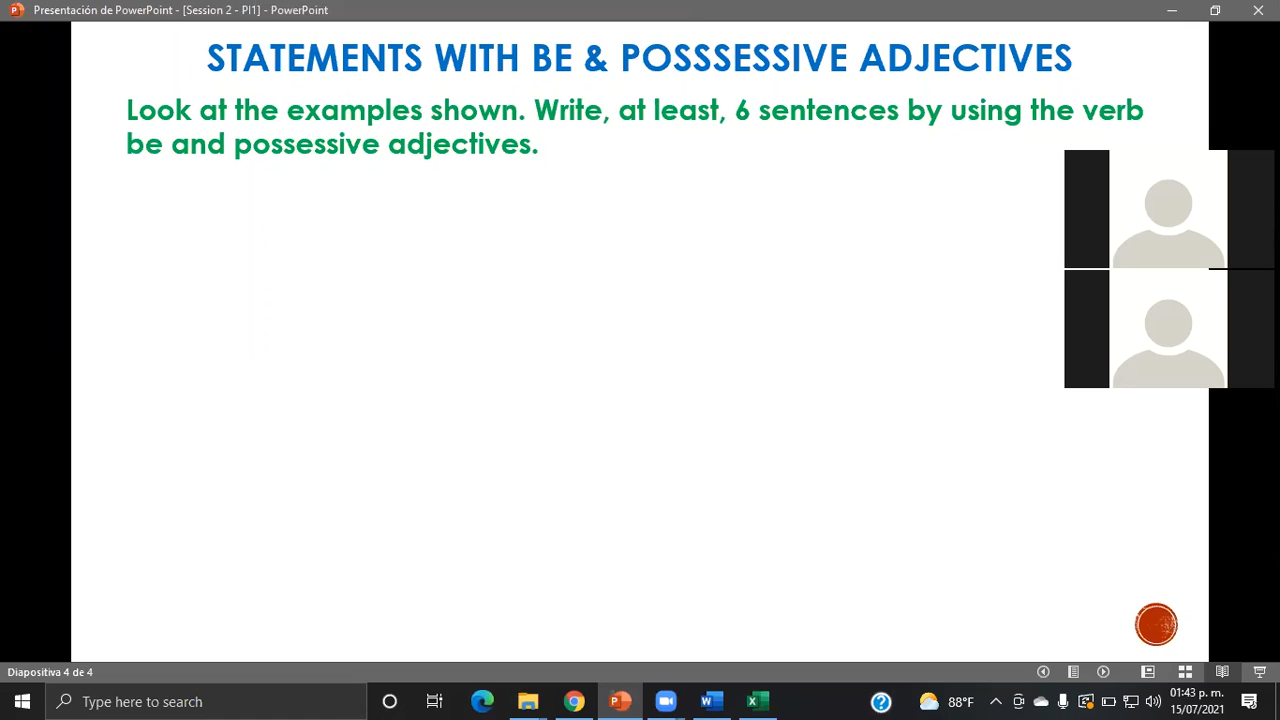 Presentación de PowerPoint - [Session 2 - PI1] - PowerPoint
STATEMENTS WITH BE & POSSSESSIVE ADJECTIVES
Look at the examples shown. Write, at least, 6 sentences by using the verb
be and possessive adjectives.
Diapositiva 4 de 4
Type here to search
88°F
01:43 p. m.
15/07/2021